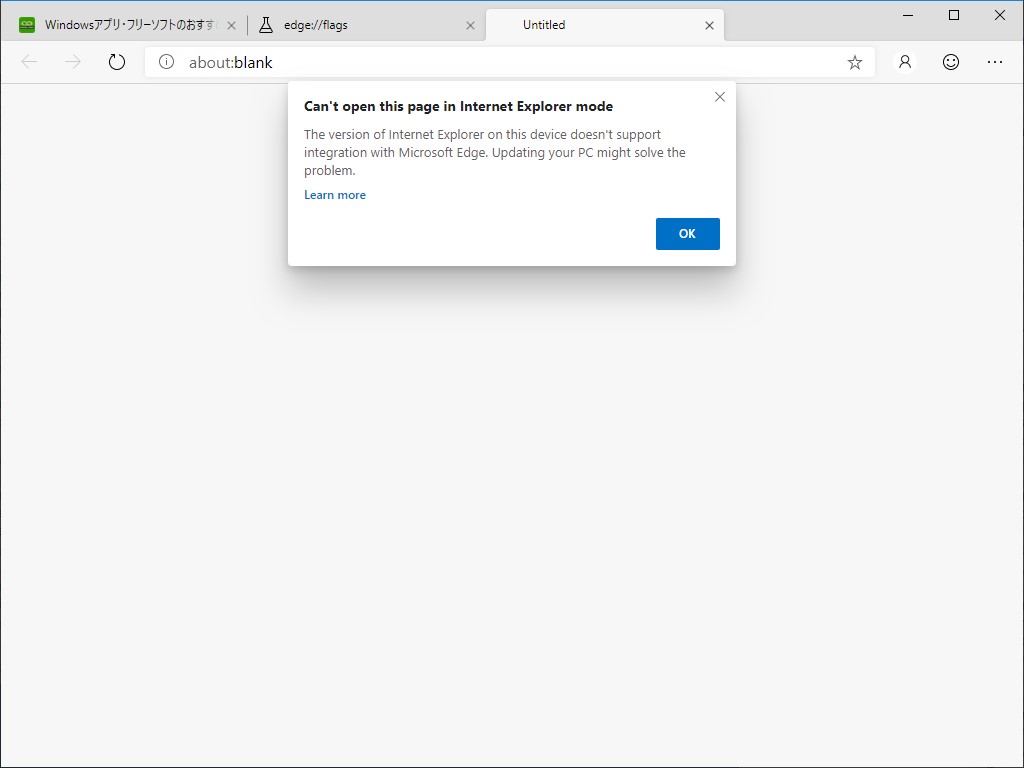 Windowsアプリ・フリーソフトのおすす
edge://flags
Untitled
about:blank
Can't open this page in Internet Explorer mode
The version of Internet Explorer on this device doesn't support
integration with Microsoft Edge. Updating your PC might solve the
problem.
Learn more
OK